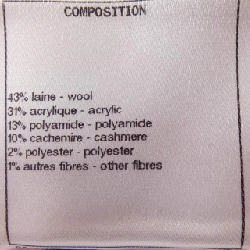 COMPOSITION
43% laine - wool
31% acrylique - acrylic
13% polyamide - polyamide
10% cachemire - cashmere
2% polyester - polyester
1% autres fibres - other fibres